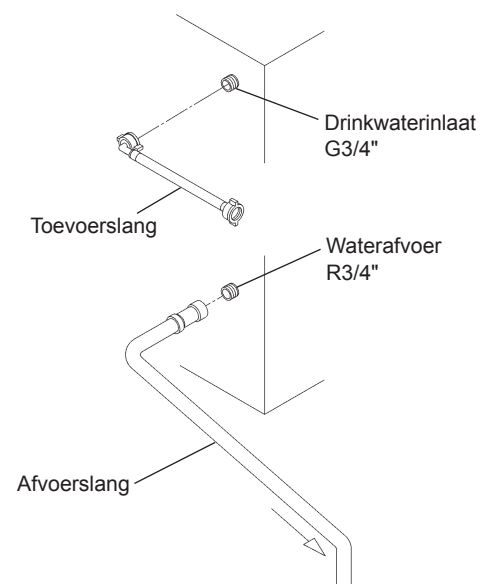 Drinkwaterinlaat
G3/4"
Toevoerslang
Waterafvoer
R3/4"
Afvoerslang